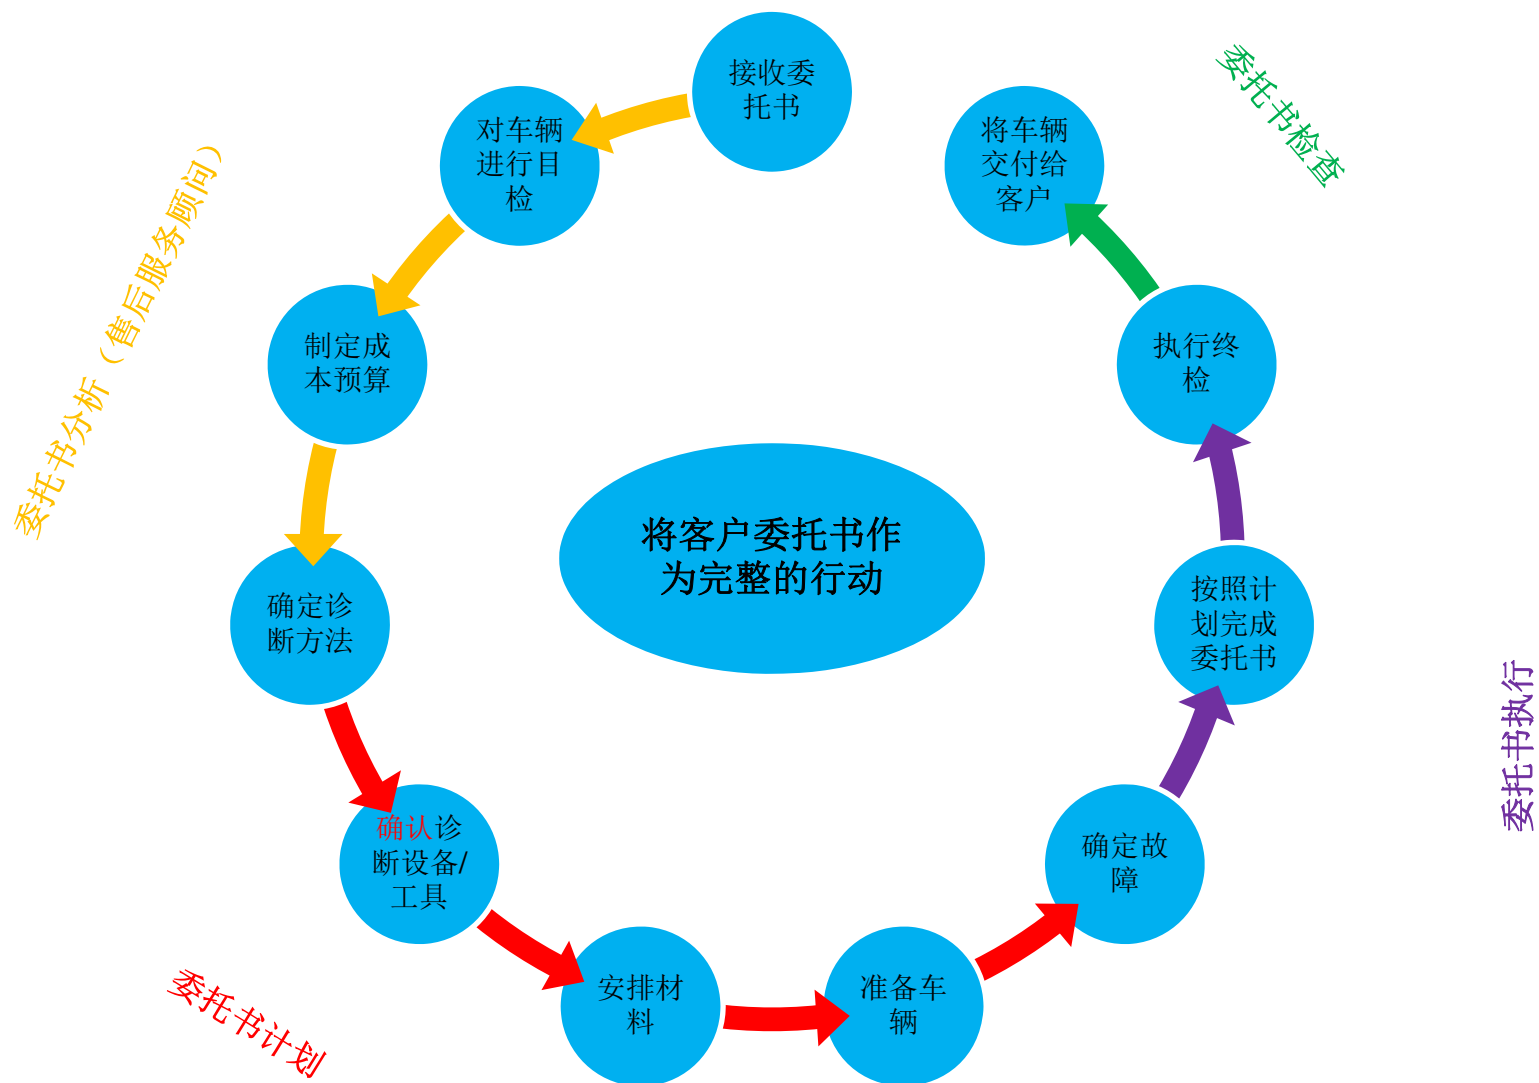 接收委
托书
对车辆
进行目
检
制定成
本预算
确定诊
断方法
确认诊
断设备/
工具
安排材
料
准备车
辆
确定故
障
按照计
划完成
委托书
执行终
检
将车辆
交付给
客户
将客户委托书作
为完整的行动
委托书分析（售后服务顾问）
委托书计划
委托书执行
委托书检查